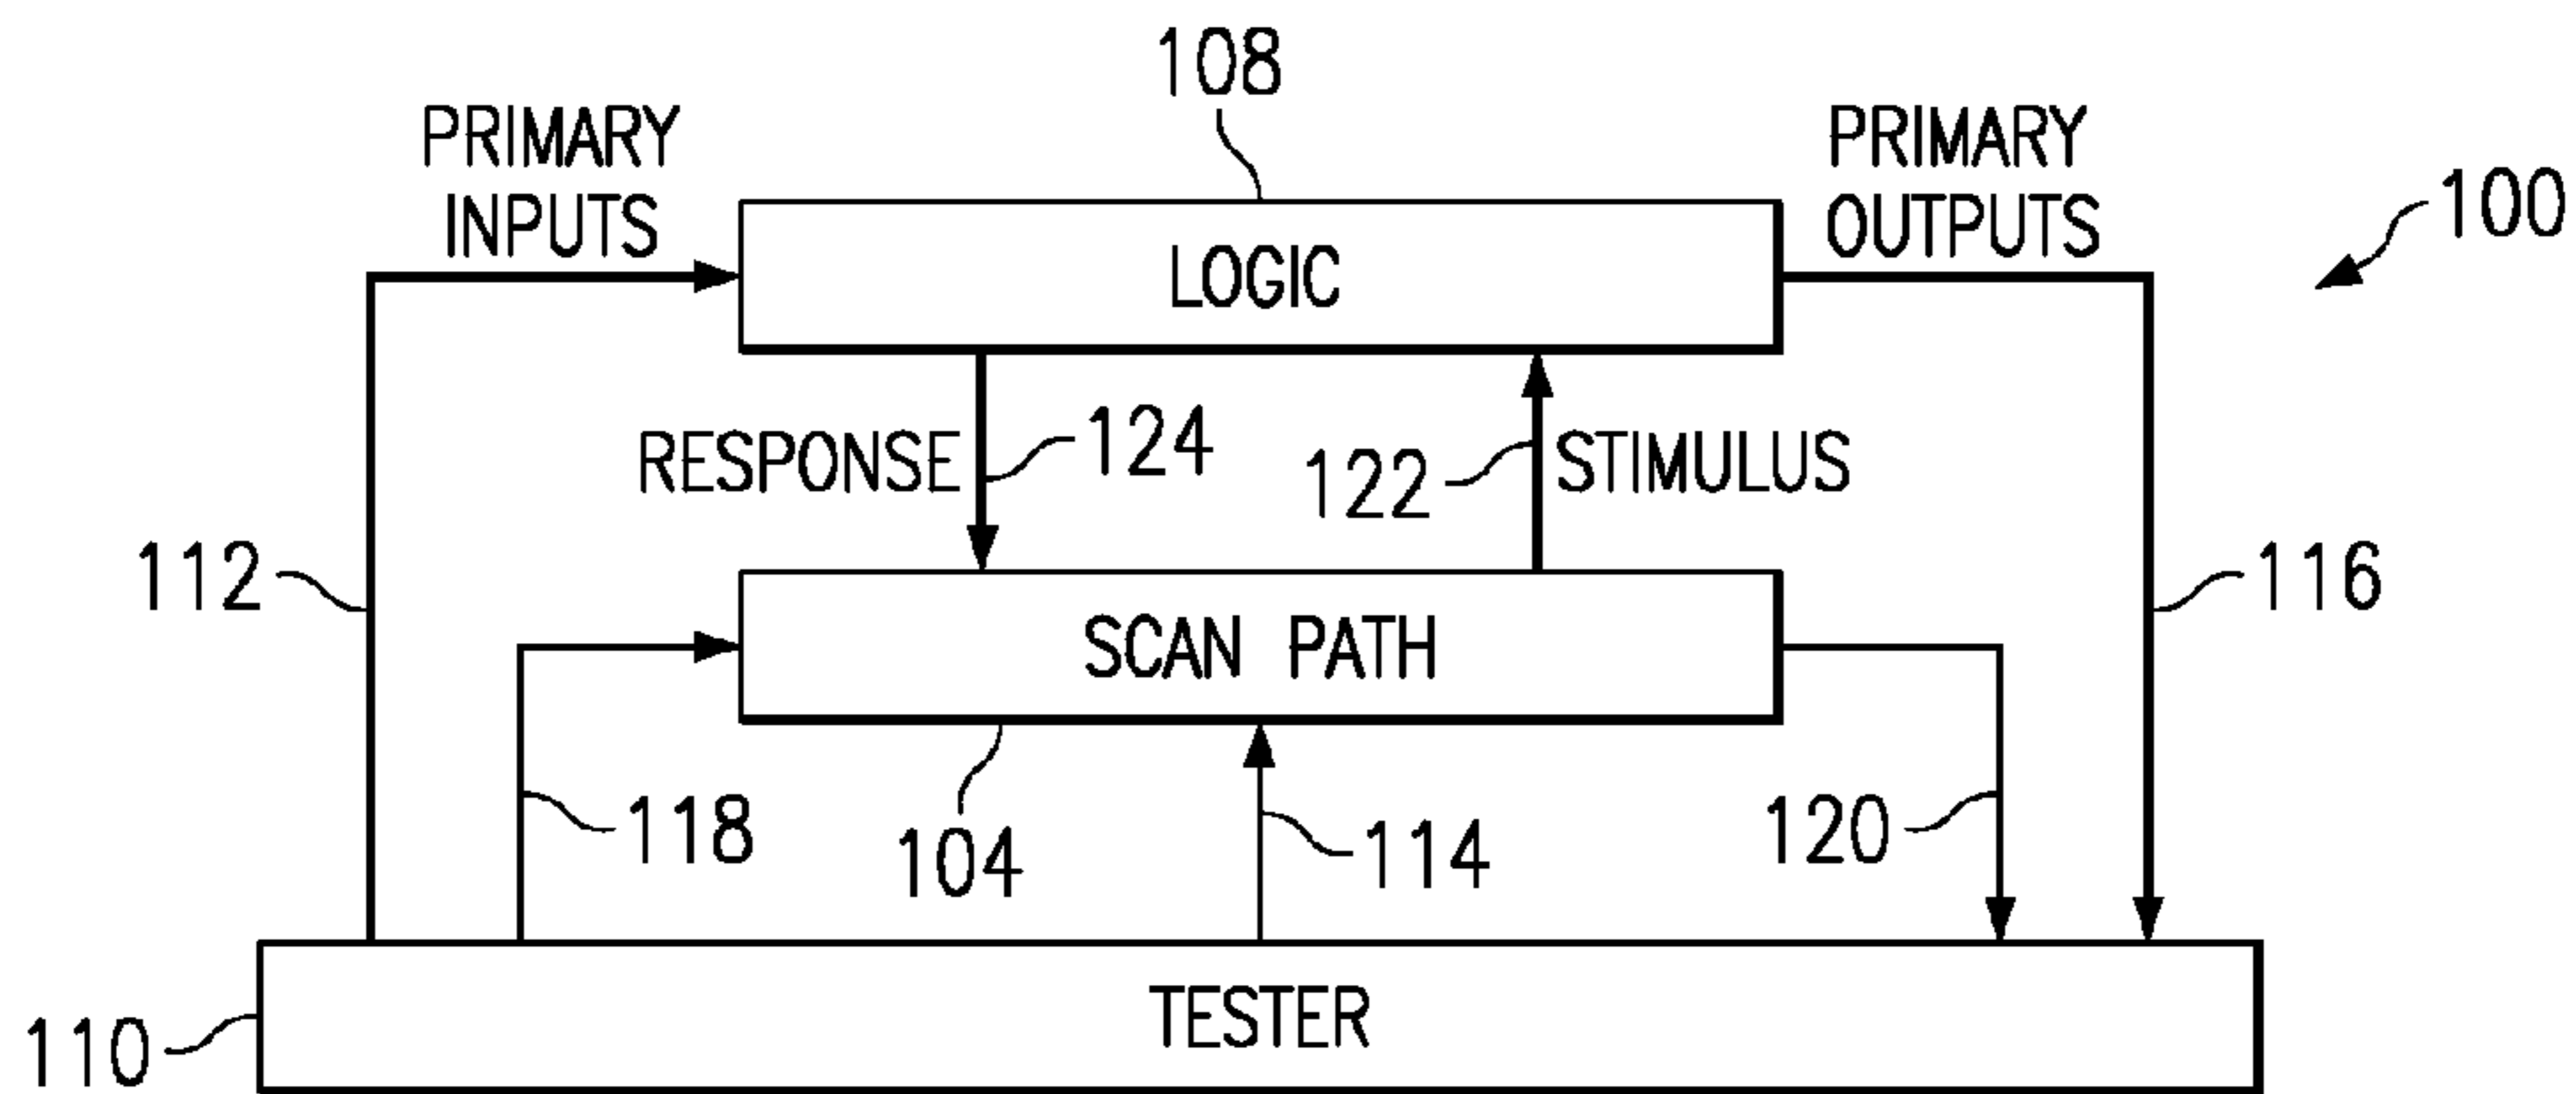 108
PRIMARY
INPUTS
PRIMARY
OUTPUTS
100
LOGIC
RESPONSE
124
122
STIMULUS
112
116
SCAN PATH
118
104
114
120
110
TESTER